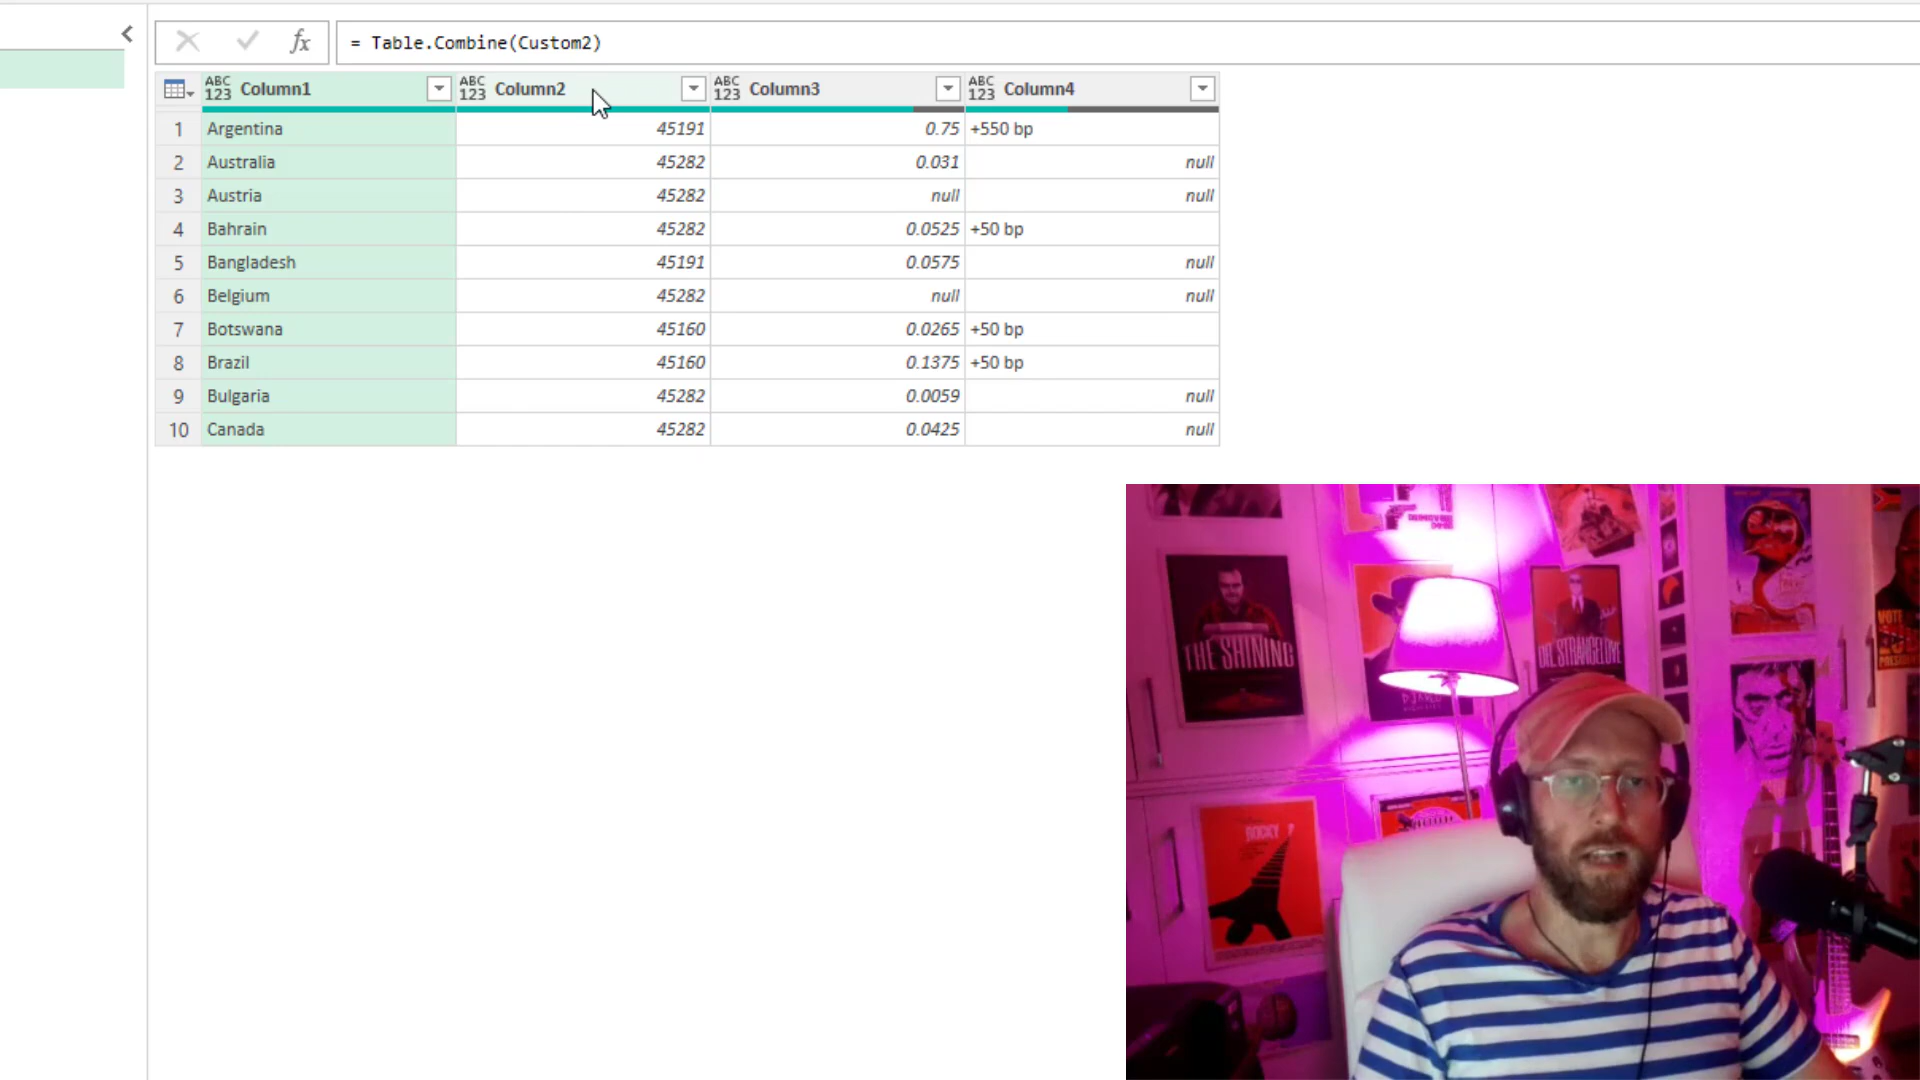 fx = Table.Combine(Custom2)
ABC 123 Column1 ABC 123 Column2 ABC 123 Column3 ABC 123 Column4
1 Argentina 45191 0.75 +550 bp
2 Australia 45282 0.031 null
3 Austria 45282 null null
4 Bahrain 45282 0.0525 +50 bp
5 Bangladesh 45191 0.0575 null
6 Belgium 45282 null null
7 Botswana 45160 0.0265 +50 bp
8 Brazil 45160 0.1375 +50 bp
9 Bulgaria 45282 0.0059 null
10 Canada 45282 0.0425 null
THE SHINING
DR. STRANGELOVE
VOTE
ROCKY